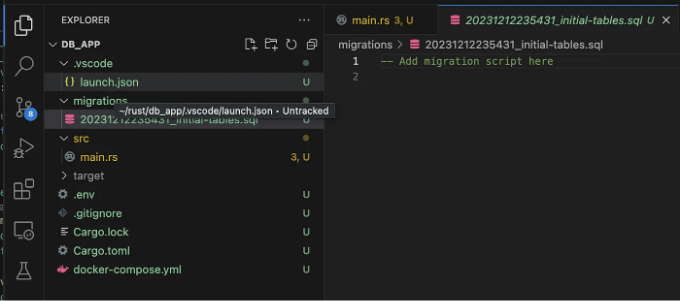 EXPLORER
DB_APP
.vscode
{} launch.json U
migrations
~/rust/db_app/.vscode/launch.json • Untracked
20231212235431_initial-tables.sql U
src
main.rs 3, U
target
.env U
.gitignore U
Cargo.lock U
Cargo.toml U
docker-compose.yml U
8
main.rs 3, U
20231212235431_initial-tables.sql U
migrations > 20231212235431_initial-tables.sql
1 -- Add migration script here
2